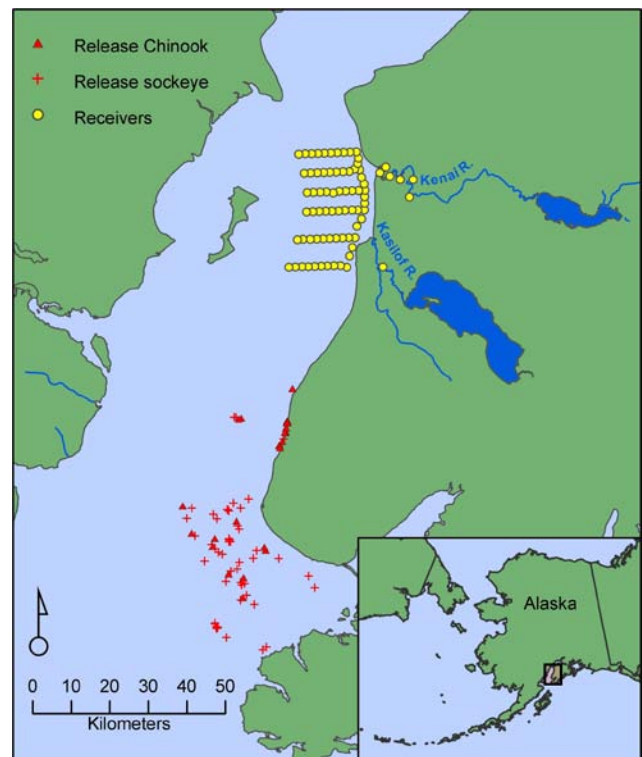 Release Chinook
Release sockeye
Receivers
Kenai R.
Kasilof R.
Alaska
0 10 20 30 40 50
Kilometers